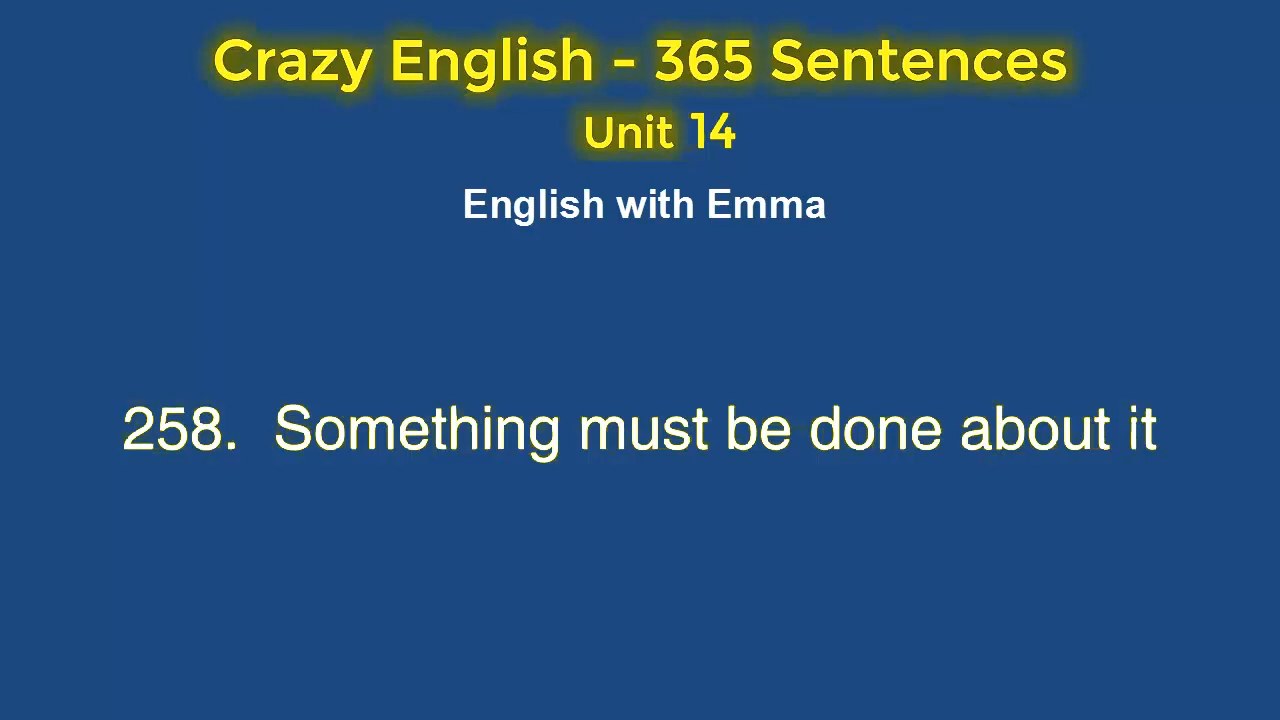 Crazy English - 365 Sentences
Unit 14
English with Emma
258. Something must be done about it